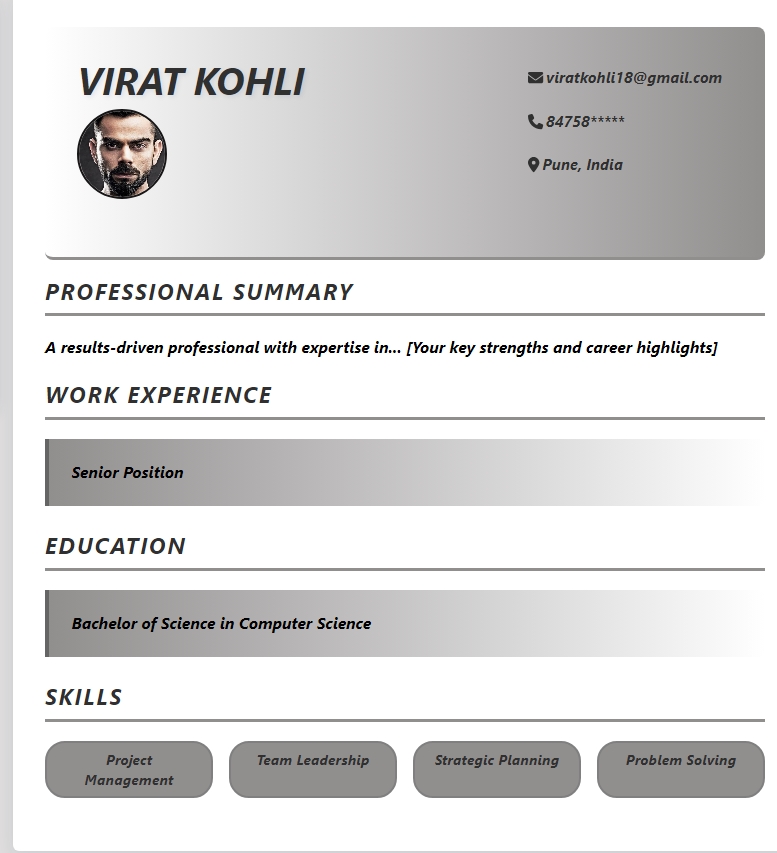 VIRAT KOHLI
viratkohli18@gmail.com
84758*****
Pune, India
PROFESSIONAL SUMMARY
A results-driven professional with expertise in... [Your key strengths and career highlights]
WORK EXPERIENCE
Senior Position
EDUCATION
Bachelor of Science in Computer Science
SKILLS
Project
Management
Team Leadership
Strategic Planning
Problem Solving